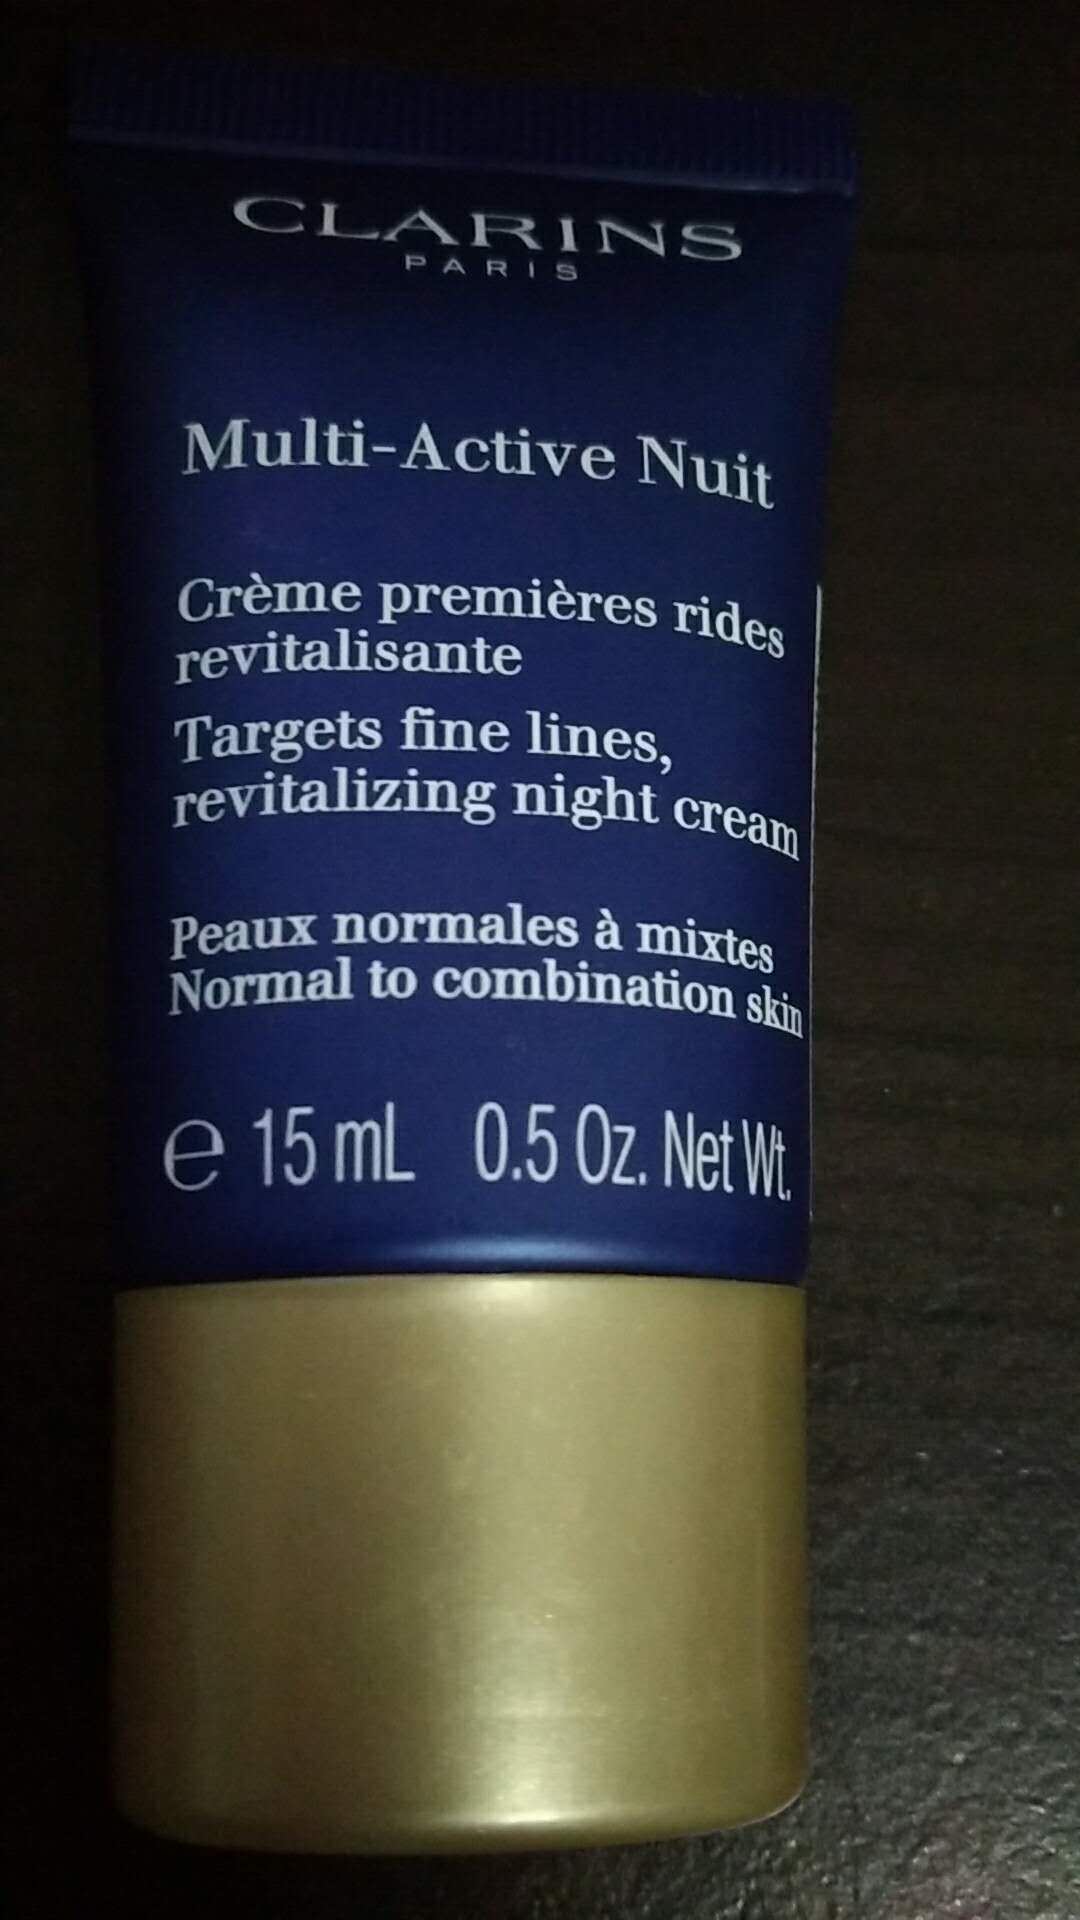 CLARINS
PARIS
Multi-Active Nuit
Crème premières rides
revitalisante
Targets fine lines,
revitalizing night cream
Peaux normales à mixtes
Normal to combination skin
℮ 15 mL 0.5 Oz. Net Wt.